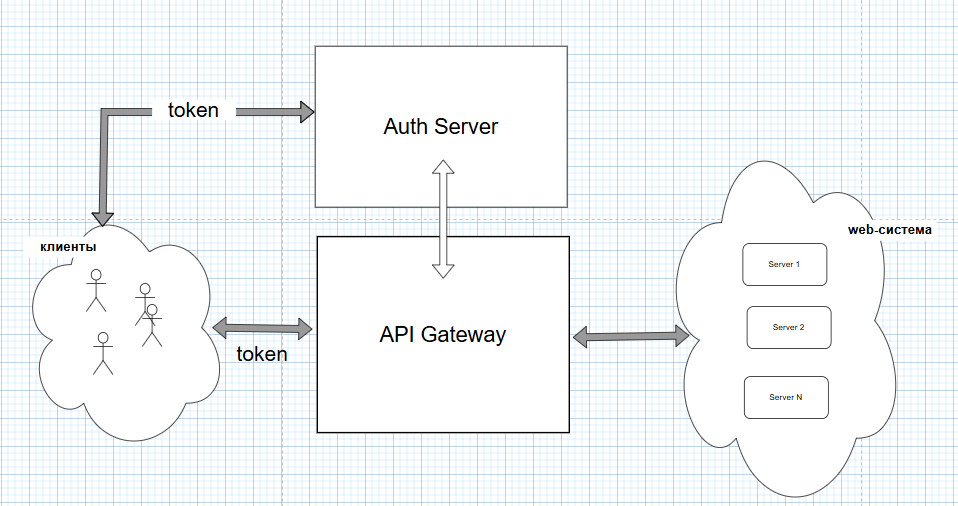 token
Auth Server
клиенты
web-система
Server 1
Server 2
API Gateway
token
Server N